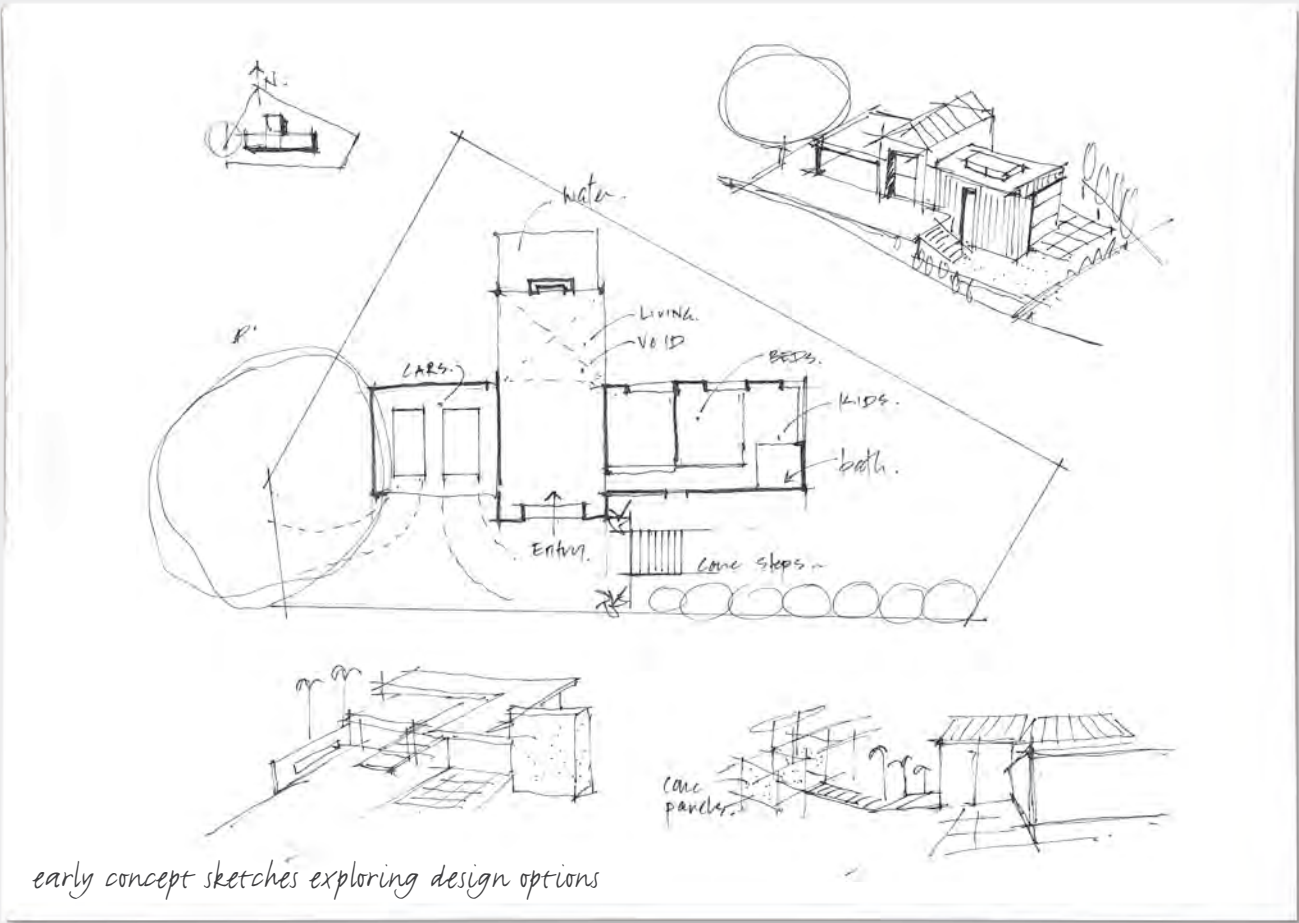 N.
water.
LIVING.
VOID
BEDS.
CARS.
KIDS.
bath.
Entry.
conc steps
conc
panels.
early concept sketches exploring design options